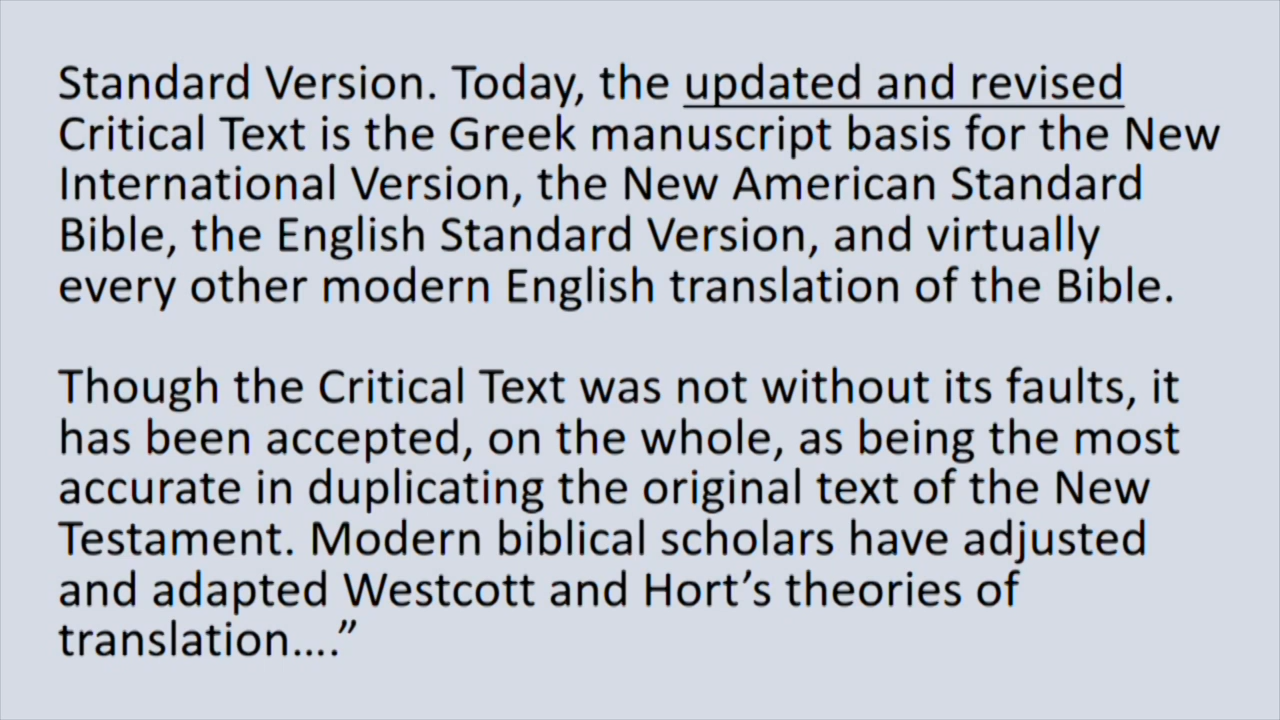 Standard Version. Today, the updated and revised
Critical Text is the Greek manuscript basis for the New
International Version, the New American Standard
Bible, the English Standard Version, and virtually
every other modern English translation of the Bible.
Though the Critical Text was not without its faults, it
has been accepted, on the whole, as being the most
accurate in duplicating the original text of the New
Testament. Modern biblical scholars have adjusted
and adapted Westcott and Hort’s theories of
translation….”